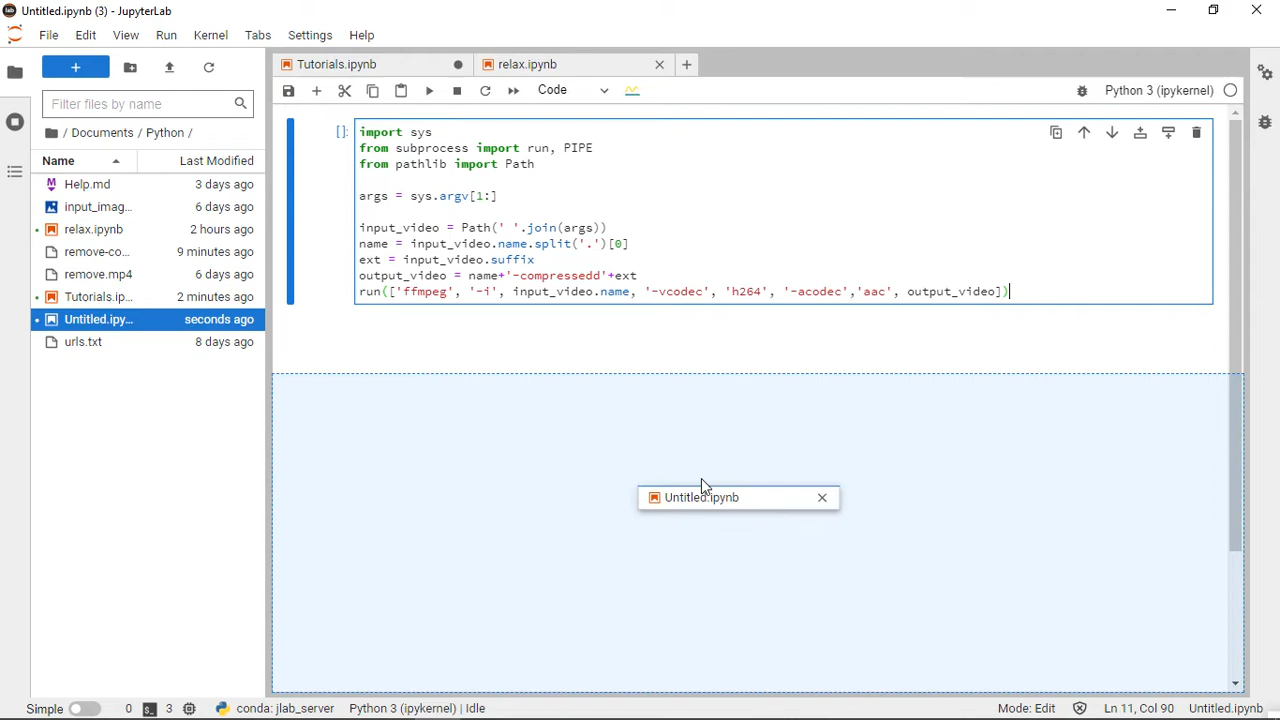 lab
Untitled.ipynb (3) - JupyterLab
File Edit View Run Kernel Tabs Settings Help
+
Tutorials.ipynb
relax.ipynb
+
Filter files by name
Code
Python 3 (ipykernel)
/ Documents / Python /
Name Last Modified
Help.md 3 days ago
input_imag... 6 days ago
relax.ipynb 2 hours ago
remove-co... 9 minutes ago
remove.mp4 6 days ago
Tutorials.ip... 2 minutes ago
Untitled.ipy... seconds ago
urls.txt 8 days ago
[]:
import sys
from subprocess import run, PIPE
from pathlib import Path
args = sys.argv[1:]
input_video = Path(' '.join(args))
name = input_video.name.split('.')[0]
ext = input_video.suffix
output_video = name+'-compressedd'+ext
run(['ffmpeg', '-i', input_video.name, '-vcodec', 'h264', '-acodec','aac', output_video])
Untitled.ipynb
Simple 0 3 conda: jlab_server Python 3 (ipykernel) | Idle Mode: Edit Ln 11, Col 90 Untitled.ipynb